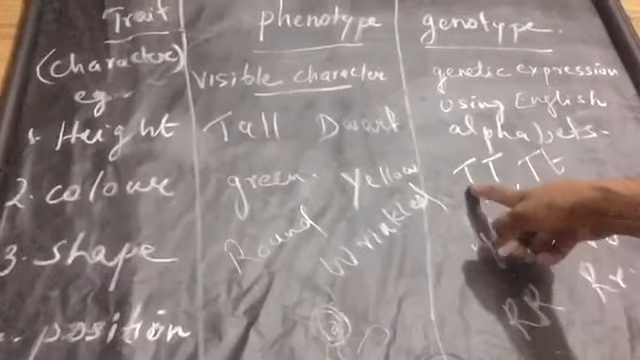 Trait phenotype genotype.
(character) visible character genetic expression
eg- using English
1. Height Tall Dwarf alphabets-
2. colour green. Yellow TT, Tt
3. shape Round Wrinkled
RR Rr
position